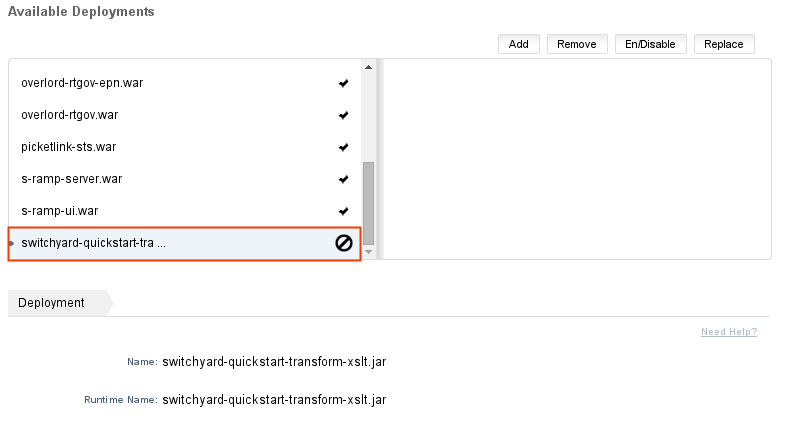 Available Deployments
Add Remove En/Disable Replace
overlord-rtgov-epn.war
overlord-rtgov.war
picketlink-sts.war
s-ramp-server.war
s-ramp-ui.war
switchyard-quickstart-tra ...
Deployment
Need Help?
Name: switchyard-quickstart-transform-xslt.jar
Runtime Name: switchyard-quickstart-transform-xslt.jar